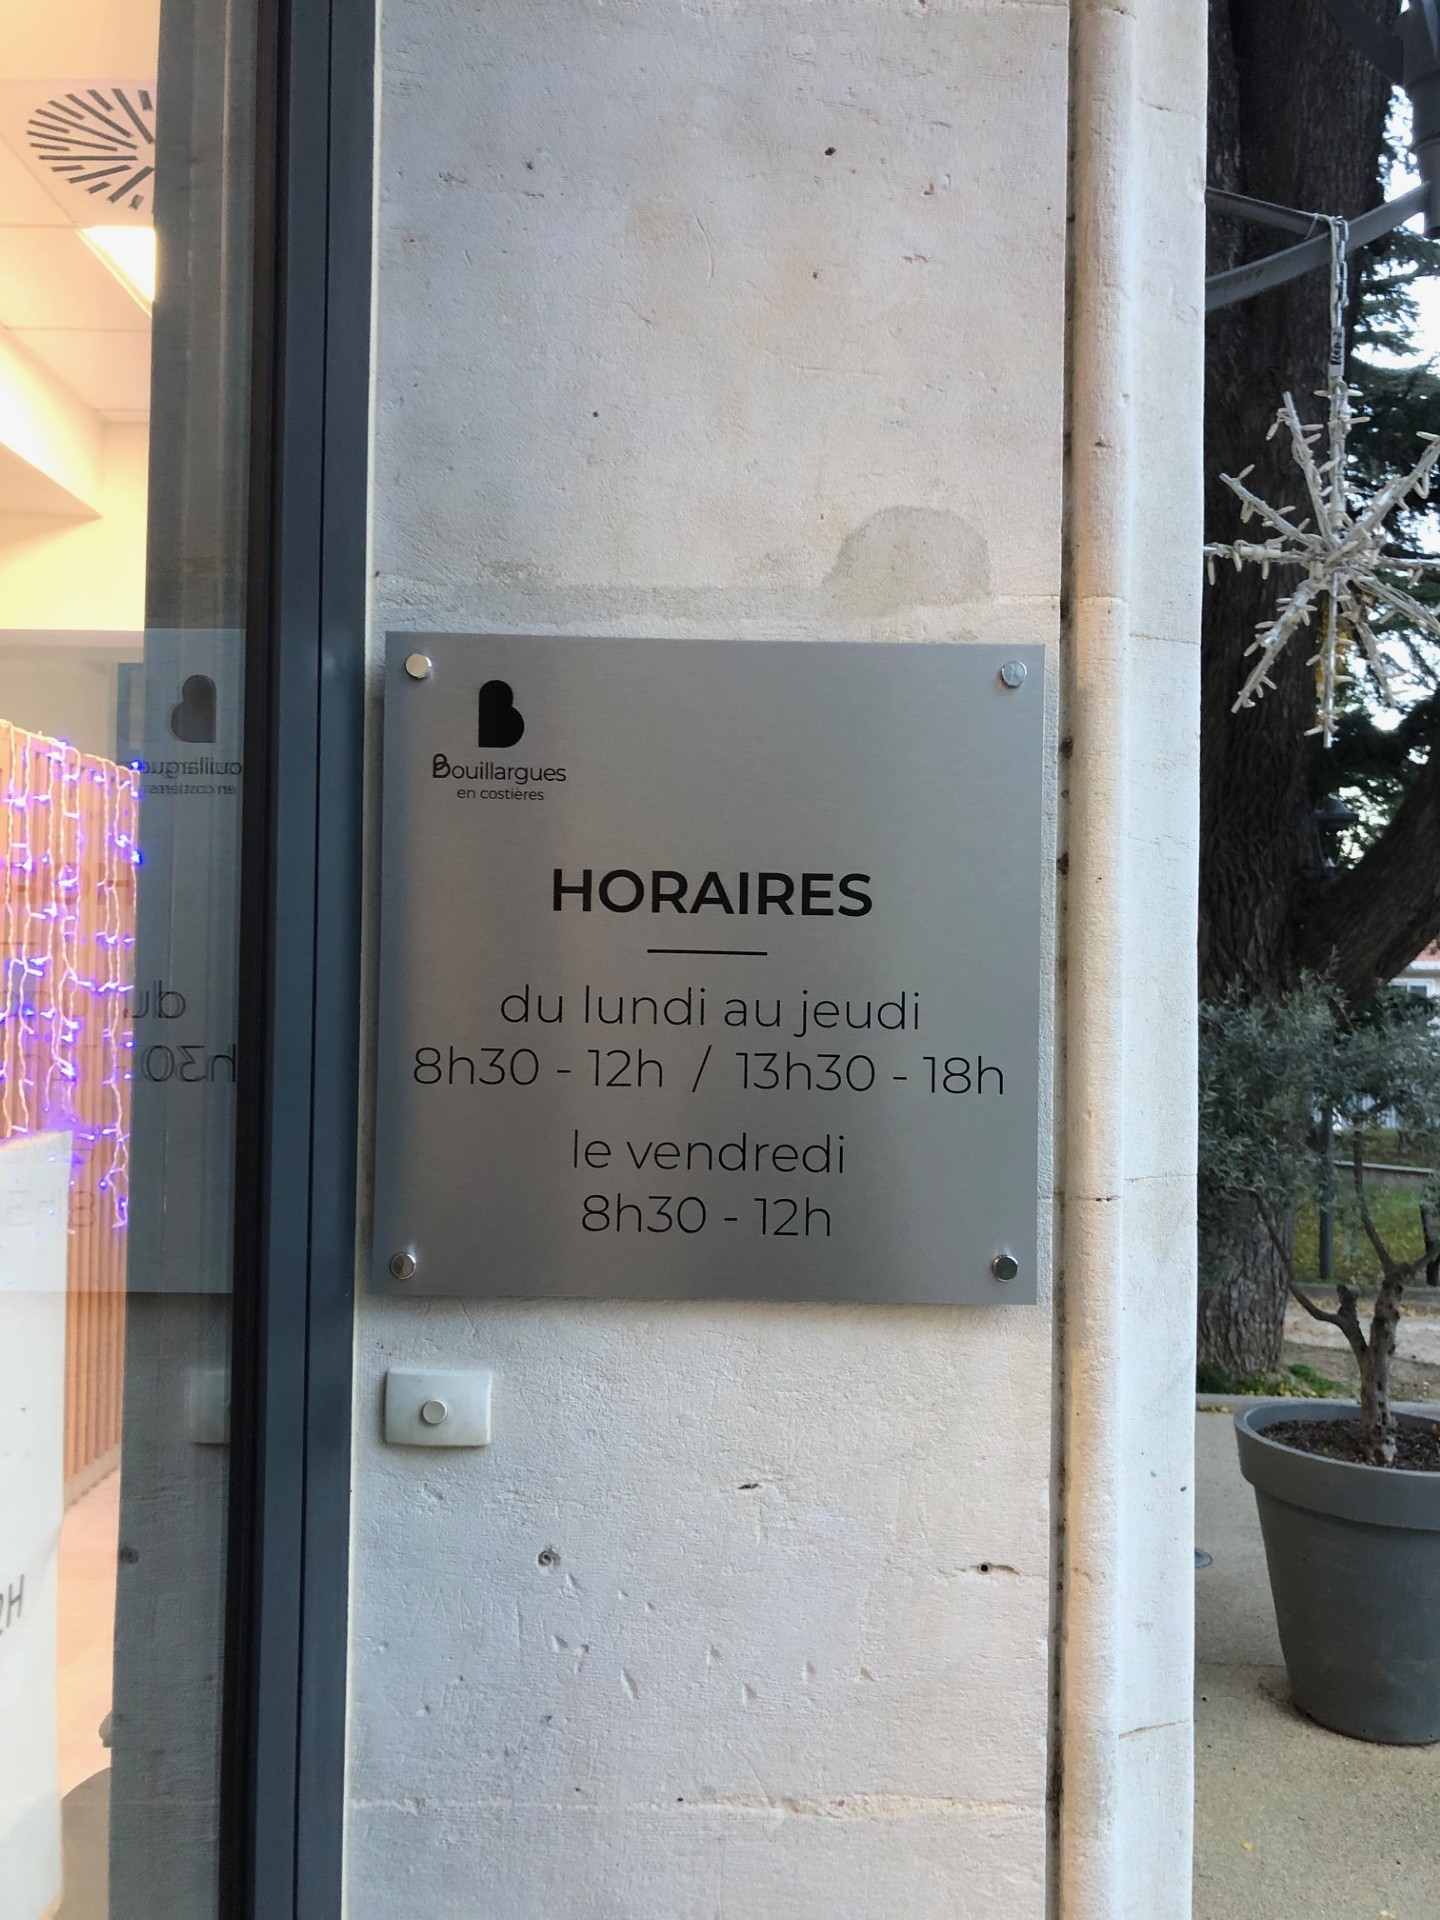 Bouillargues
en costières
HORAIRES
du lundi au jeudi
8h30 - 12h / 13h30 - 18h
le vendredi
8h30 - 12h